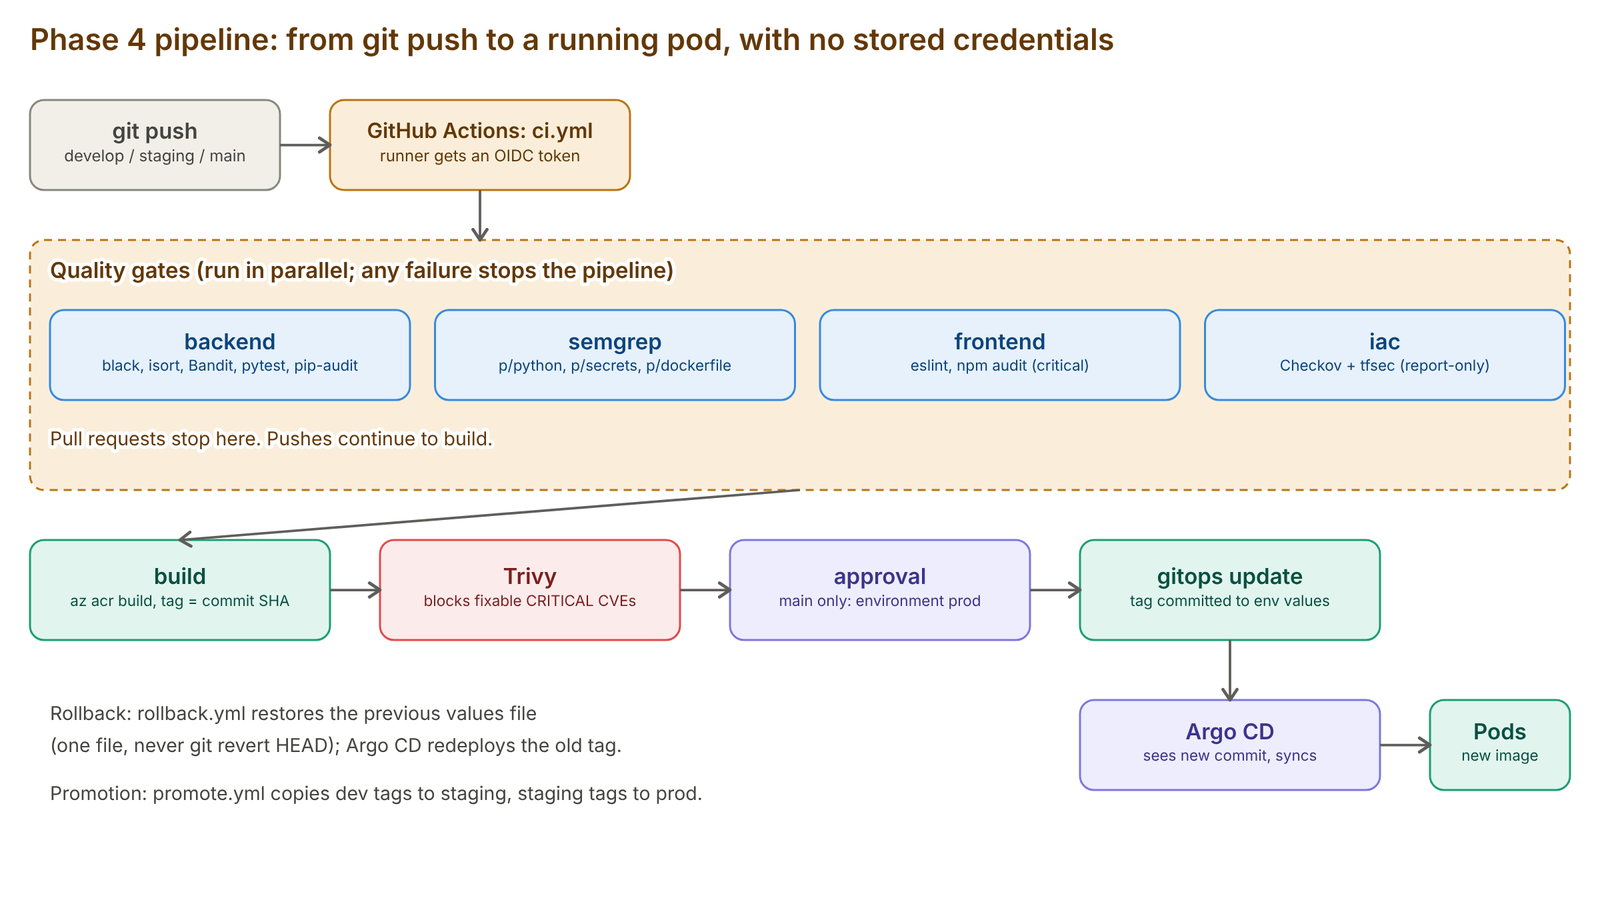 Phase 4 pipeline: from git push to a running pod, with no stored credentials
git push
develop / staging / main
GitHub Actions: ci.yml
runner gets an OIDC token
Quality gates (run in parallel; any failure stops the pipeline)
backend
black, isort, Bandit, pytest, pip-audit
semgrep
p/python, p/secrets, p/dockerfile
frontend
eslint, npm audit (critical)
iac
Checkov + tfsec (report-only)
Pull requests stop here. Pushes continue to build.
build
az acr build, tag = commit SHA
Trivy
blocks fixable CRITICAL CVEs
approval
main only: environment prod
gitops update
tag committed to env values
Rollback: rollback.yml restores the previous values file
(one file, never git revert HEAD); Argo CD redeploys the old tag.
Promotion: promote.yml copies dev tags to staging, staging tags to prod.
Argo CD
sees new commit, syncs
Pods
new image